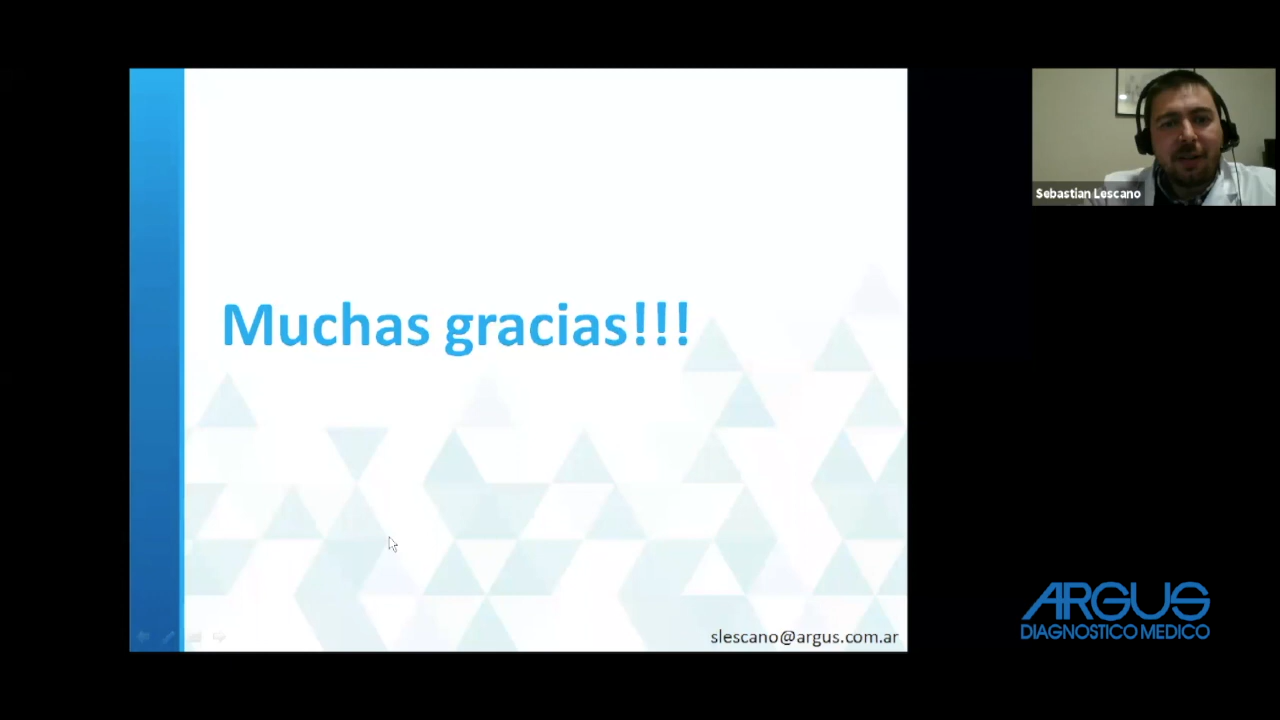 Sebastian Lescano
Muchas gracias!!!
ARGUS
DIAGNOSTICO MEDICO
slescano@argus.com.ar